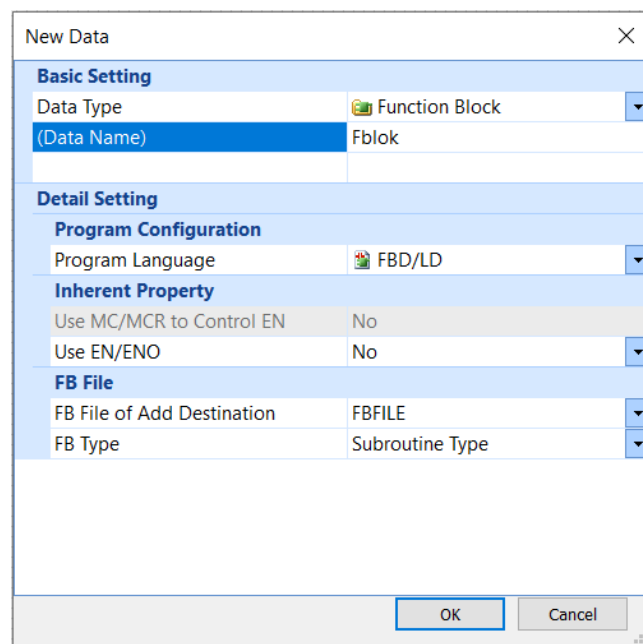 New Data
Basic Setting
Data Type Function Block
(Data Name) Fblok
Detail Setting
Program Configuration
Program Language FBD/LD
Inherent Property
Use MC/MCR to Control EN No
Use EN/ENO No
FB File
FB File of Add Destination FBFILE
FB Type Subroutine Type
OK Cancel